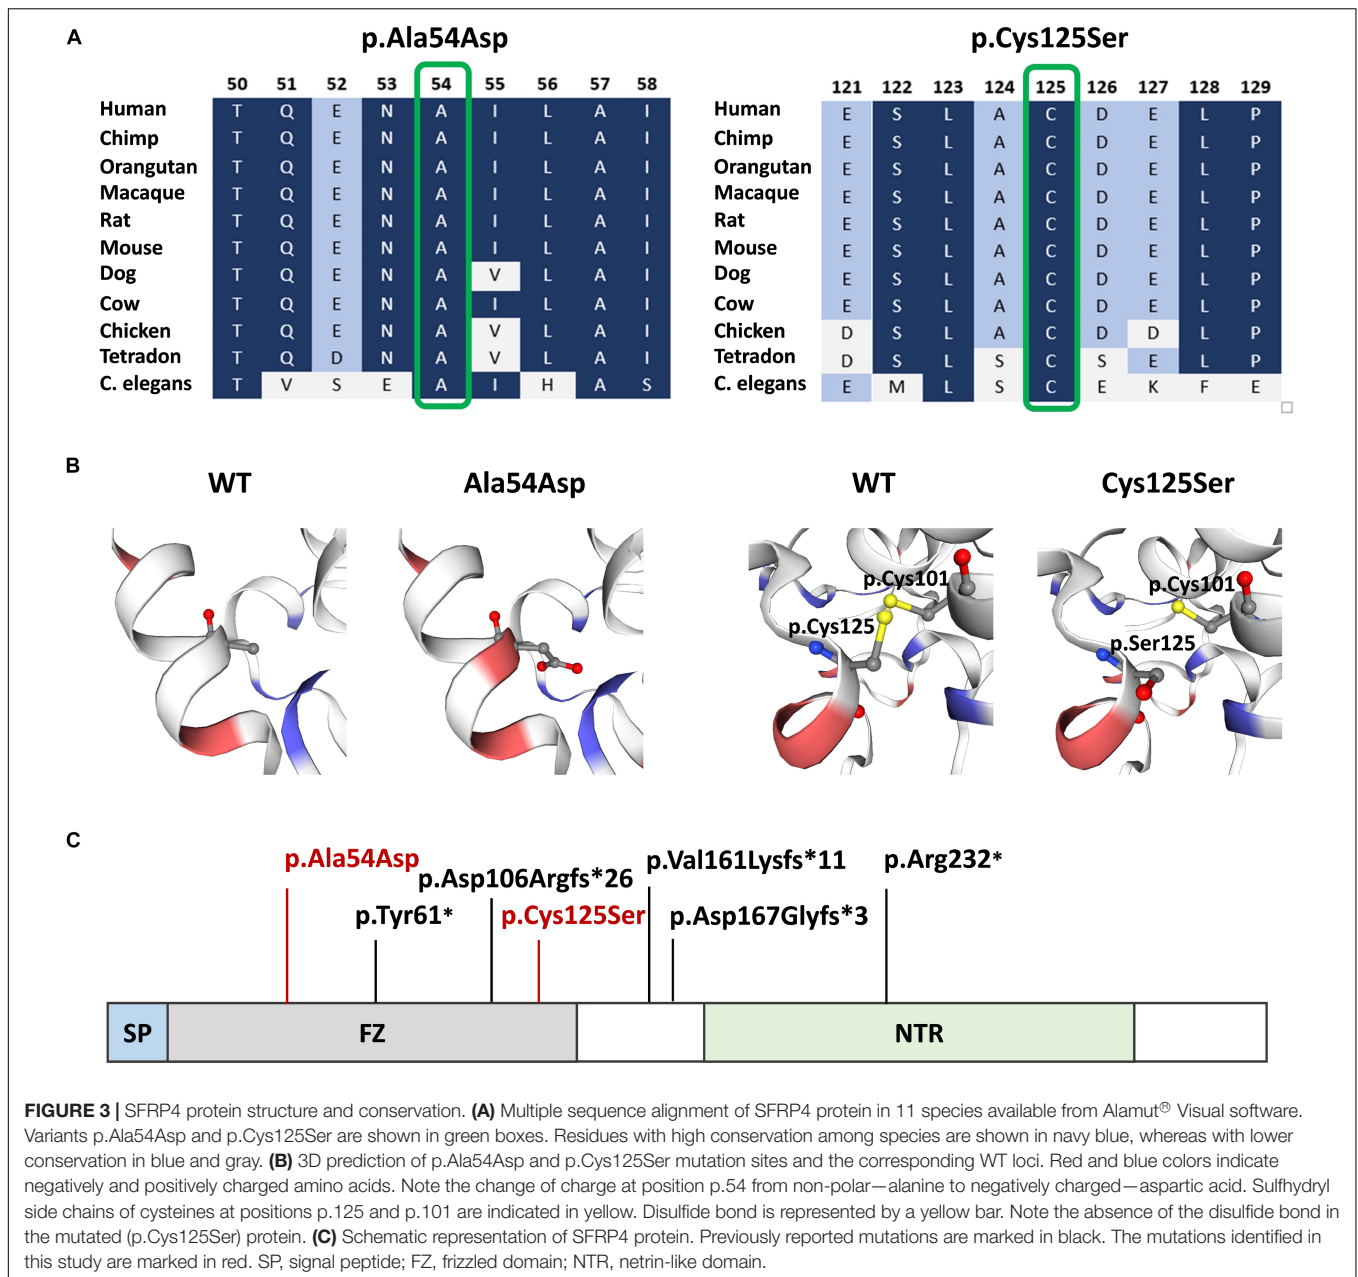 A
p.Ala54Asp
50 51 52 53 54 55 56 57 58
Human T Q E N A I L A I
Chimp T Q E N A I L A I
Orangutan T Q E N A I L A I
Macaque T Q E N A I L A I
Rat T Q E N A I L A I
Mouse T Q E N A I L A I
Dog T Q E N A V L A I
Cow T Q E N A I L A I
Chicken T Q E N A V L A I
Tetradon T Q D N A V L A I
C. elegans T V S E A I H A S
p.Cys125Ser
121 122 123 124 125 126 127 128 129
Human E S L A C D E L P
Chimp E S L A C D E L P
Orangutan E S L A C D E L P
Macaque E S L A C D E L P
Rat E S L A C D E L P
Mouse E S L A C D E L P
Dog E S L A C D E L P
Cow E S L A C D E L P
Chicken D S L A C D D L P
Tetradon D S L S C S E L P
C. elegans E M L S C E K F E
B
WT Ala54Asp WT Cys125Ser
p.Cys101
p.Cys125
p.Cys101
p.Ser125
C
p.Ala54Asp p.Val161Lysfs*11 p.Arg232*
p.Asp106Argfs*26
p.Tyr61* p.Cys125Ser p.Asp167Glyfs*3
SP FZ NTR
FIGURE 3 | SFRP4 protein structure and conservation. (A) Multiple sequence alignment of SFRP4 protein in 11 species available from Alamut® Visual software.
Variants p.Ala54Asp and p.Cys125Ser are shown in green boxes. Residues with high conservation among species are shown in navy blue, whereas with lower
conservation in blue and gray. (B) 3D prediction of p.Ala54Asp and p.Cys125Ser mutation sites and the corresponding WT loci. Red and blue colors indicate
negatively and positively charged amino acids. Note the change of charge at position p.54 from non-polar—alanine to negatively charged—aspartic acid. Sulfhydryl
side chains of cysteines at positions p.125 and p.101 are indicated in yellow. Disulfide bond is represented by a yellow bar. Note the absence of the disulfide bond in
the mutated (p.Cys125Ser) protein. (C) Schematic representation of SFRP4 protein. Previously reported mutations are marked in black. The mutations identified in
this study are marked in red. SP, signal peptide; FZ, frizzled domain; NTR, netrin-like domain.